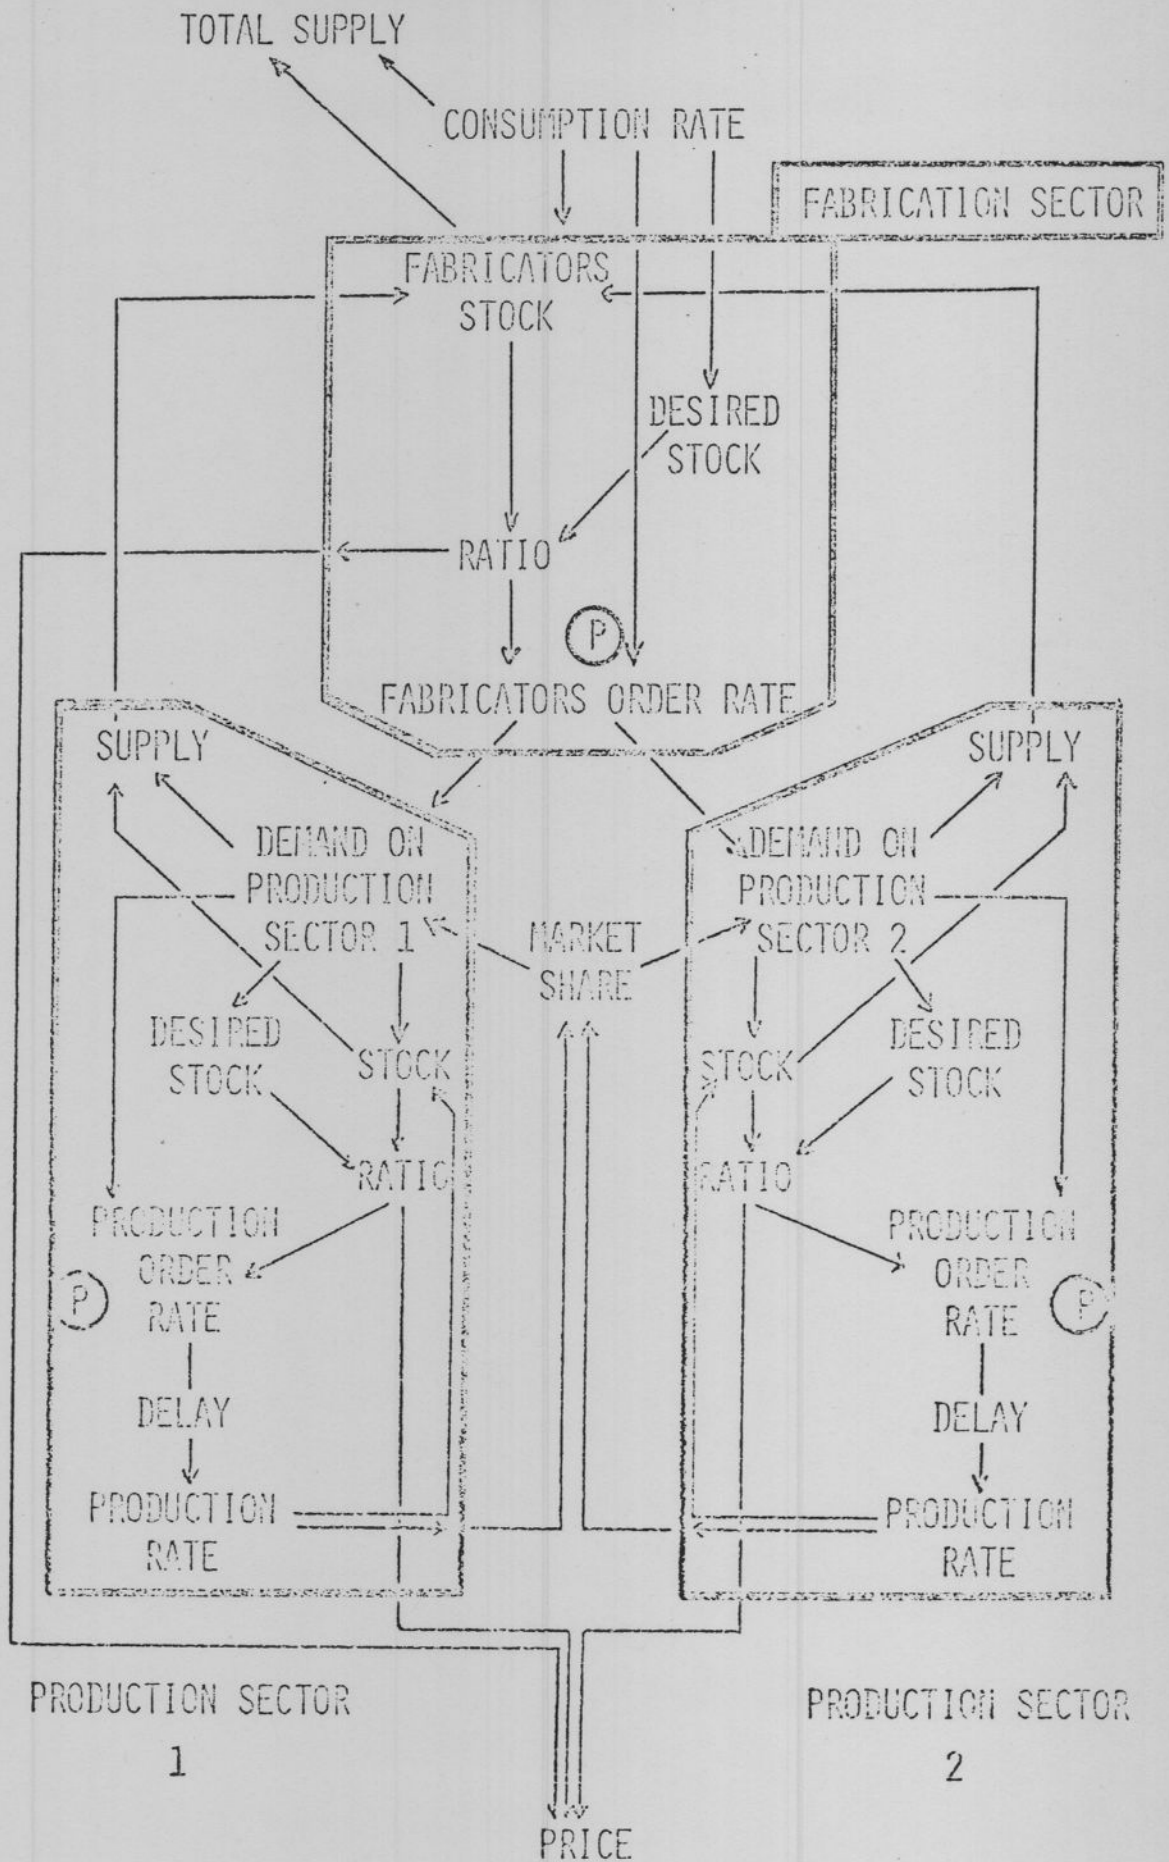 TOTAL SUPPLY
CONSUMPTION RATE
FABRICATION SECTOR
FABRICATORS
STOCK
DESIRED
STOCK
RATIO
P
FABRICATORS ORDER RATE
SUPPLY
SUPPLY
DEMAND ON
PRODUCTION
SECTOR 1
DEMAND ON
PRODUCTION
SECTOR 2
MARKET
SHARE
DESIRED
STOCK
STOCK
STOCK
DESIRED
STOCK
RATIO
RATIO
PRODUCTION
ORDER
RATE
P
PRODUCTION
ORDER
RATE
P
DELAY
DELAY
PRODUCTION
RATE
PRODUCTION
RATE
PRODUCTION SECTOR
1
PRODUCTION SECTOR
2
PRICE